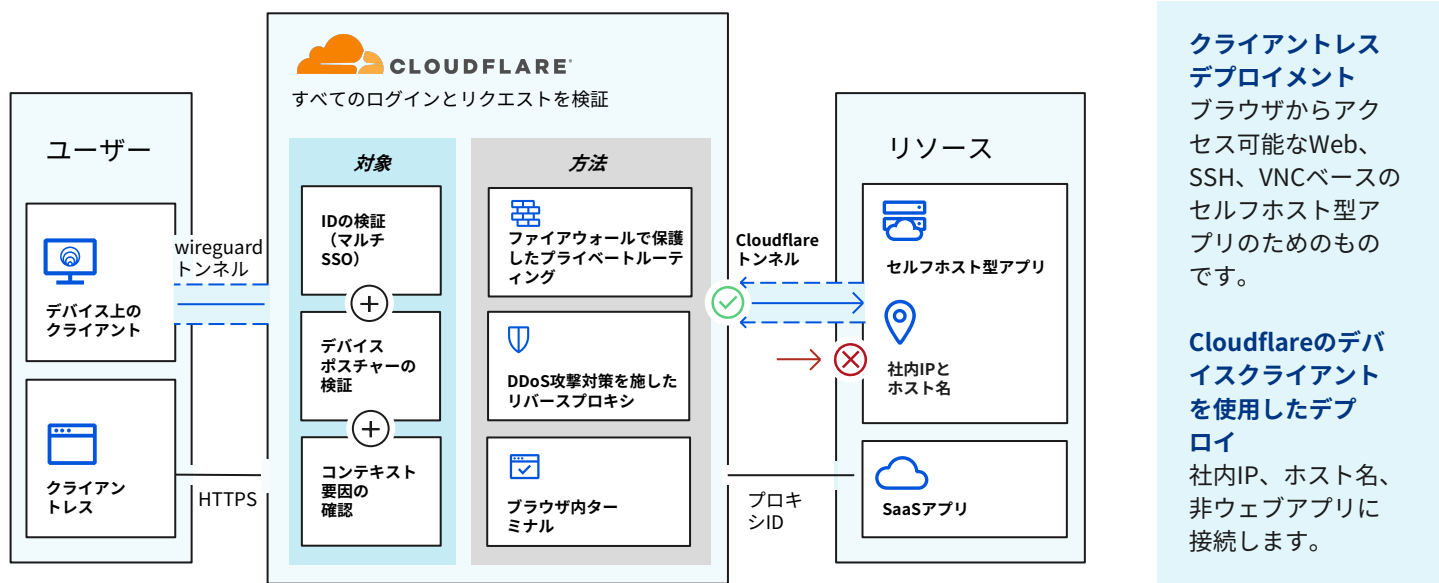 CLOUDFLARE
すべてのログインとリクエストを検証
ユーザー
デバイス上の
クライアント
クライアン
トレス
wireguard
トンネル
HTTPS
対象
IDの検証
（マルチ
SSO）
デバイス
ポスチャーの
検証
コンテキスト
要因の
確認
方法
ファイアウォールで保護
したプライベートルーテ
ィング
DDoS攻撃対策を施した
リバースプロキシ
ブラウザ内ター
ミナル
Cloudflare
トンネル
プロキ
シID
リソース
セルフホスト型アプリ
社内IPと
ホスト名
SaaSアプリ
クライアントレス
デプロイメント
ブラウザからアク
セス可能なWeb、
SSH、VNCベースの
セルフホスト型ア
プリのためのもの
です。
Cloudflareのデバ
イスクライアント
を使用したデプ
ロイ
社内IP、ホスト名、
非ウェブアプリに
接続します。